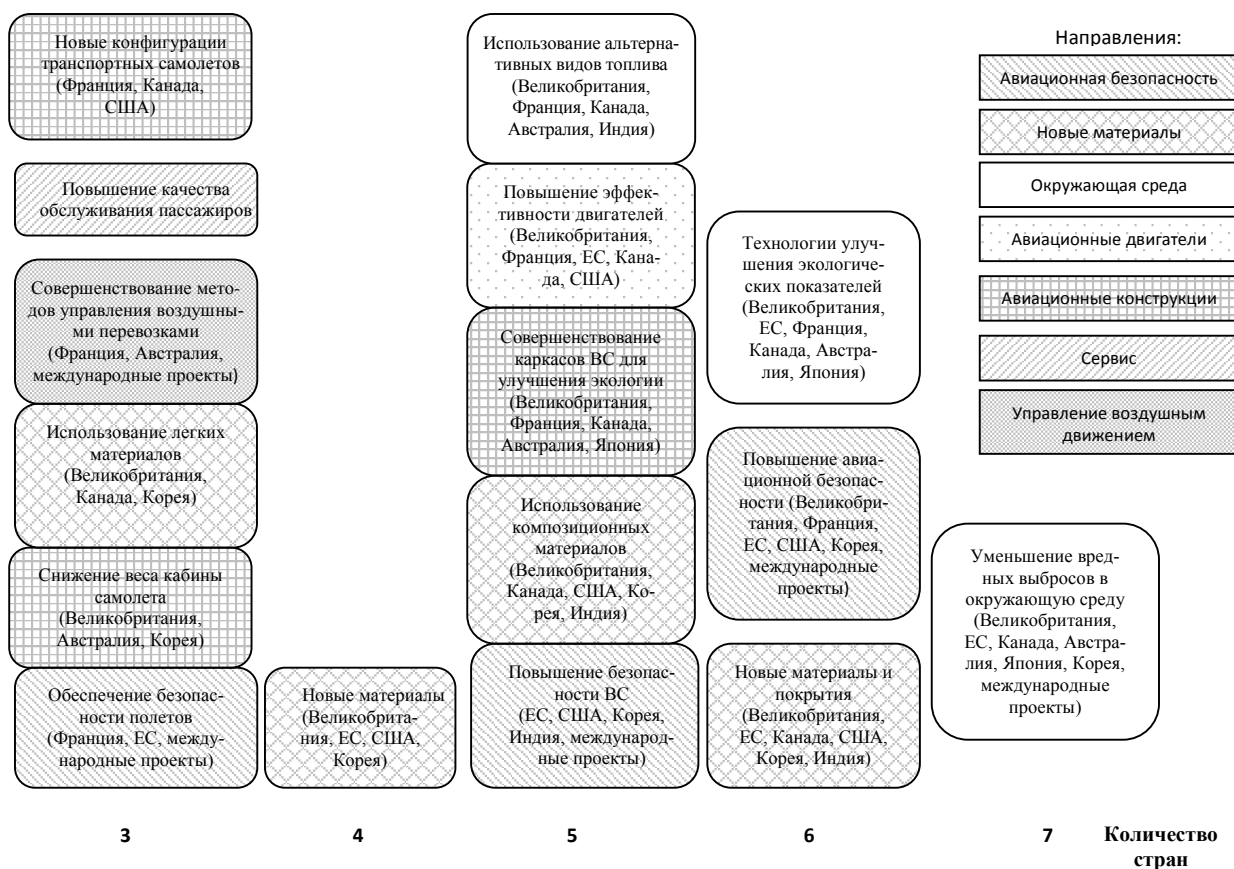 Новые конфигурации
транспортных самолетов
(Франция, Канада,
США)
Повышение качества
обслуживания пассажиров
Совершенствование мето-
дов управления воздушны-
ми перевозками
(Франция, Австралия,
международные проекты)
Использование легких
материалов
(Великобритания,
Канада, Корея)
Снижение веса кабины
самолета
(Великобритания,
Австралия, Корея)
Обеспечение безопас-
ности полетов
(Франция, ЕС, между-
народные проекты)
Новые материалы
(Великобрита-
ния, ЕС, США,
Корея)
Использование альтерна-
тивных видов топлива
(Великобритания,
Франция, Канада,
Австралия, Индия)
Повышение эффек-
тивности двигателей
(Великобритания,
Франция, ЕС, Кана-
да, США)
Совершенствование
каркасов ВС для
улучшения экологии
(Великобритания,
Франция, Канада,
Австралия, Япония)
Использование
композиционных
материалов
(Великобритания,
Канада, США, Ко-
рея, Индия)
Повышение безопас-
ности ВС
(ЕС, США, Корея,
Индия, международ-
ные проекты)
Технологии улуч-
шения экологиче-
ских показателей
(Великобритания,
ЕС, Франция,
Канада, Австра-
лия, Япония)
Повышение авиа-
ционной безопас-
ности (Великобри-
тания, Франция,
ЕС, США, Корея,
международные
проекты)
Новые материалы и
покрытия
(Великобритания,
ЕС, Канада, США,
Корея, Индия)
Уменьшение вред-
ных выбросов в
окружающую среду
(Великобритания,
ЕС, Канада, Австра-
лия, Япония, Корея,
международные
проекты)
Направления:
Авиационная безопасность
Новые материалы
Окружающая среда
Авиационные двигатели
Авиационные конструкции
Сервис
Управление воздушным
движением
3
4
5
6
7
Количество
стран